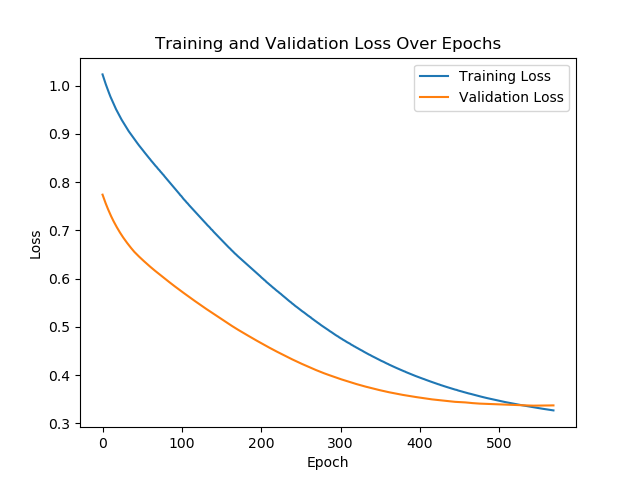 Training and Validation Loss Over Epochs
Training Loss
Validation Loss
1.0
0.9
0.8
0.7
0.6
0.5
0.4
0.3
Loss
0 100 200 300 400 500
Epoch